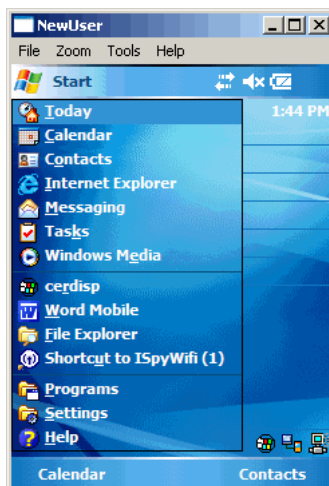 NewUser
File Zoom Tools Help
Start
Today 1:44 PM
Calendar
Contacts
Internet Explorer
Messaging
Tasks
Windows Media
cerdisp
Word Mobile
File Explorer
Shortcut to ISpyWifi (1)
Programs
Settings
Help
Calendar Contacts